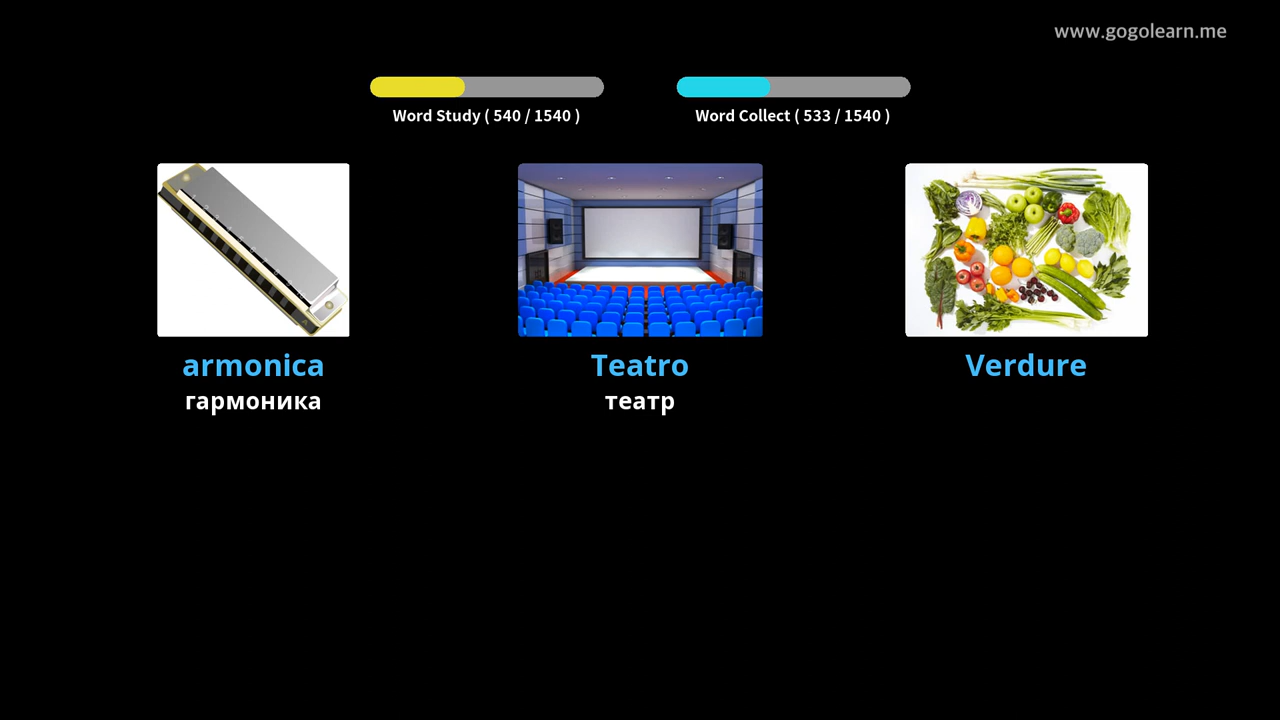 www.gogolearn.me
Word Study ( 540 / 1540 )
Word Collect ( 533 / 1540 )
armonica
гармоника
Teatro
театр
Verdure